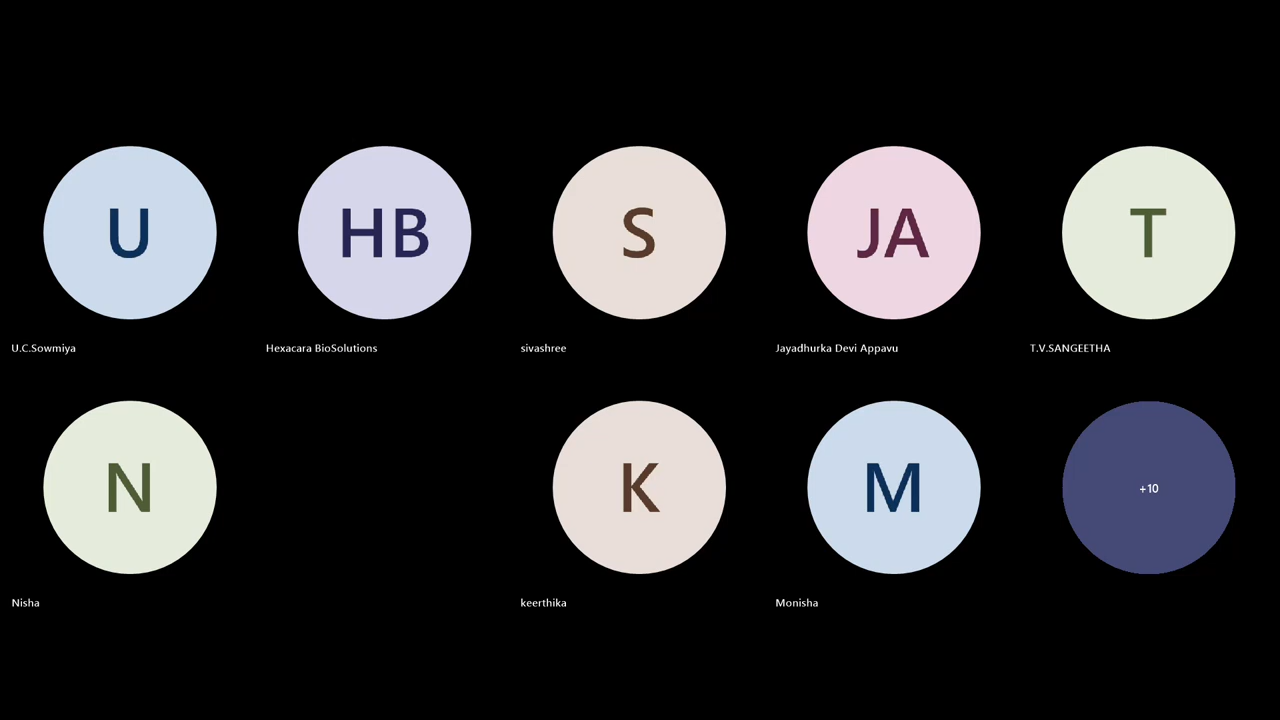 U
HB
S
JA
T
U.C.Sowmiya
Hexacara BioSolutions
sivashree
Jayadhurka Devi Appavu
T.V.SANGEETHA
N
K
M
+10
Nisha
keerthika
Monisha